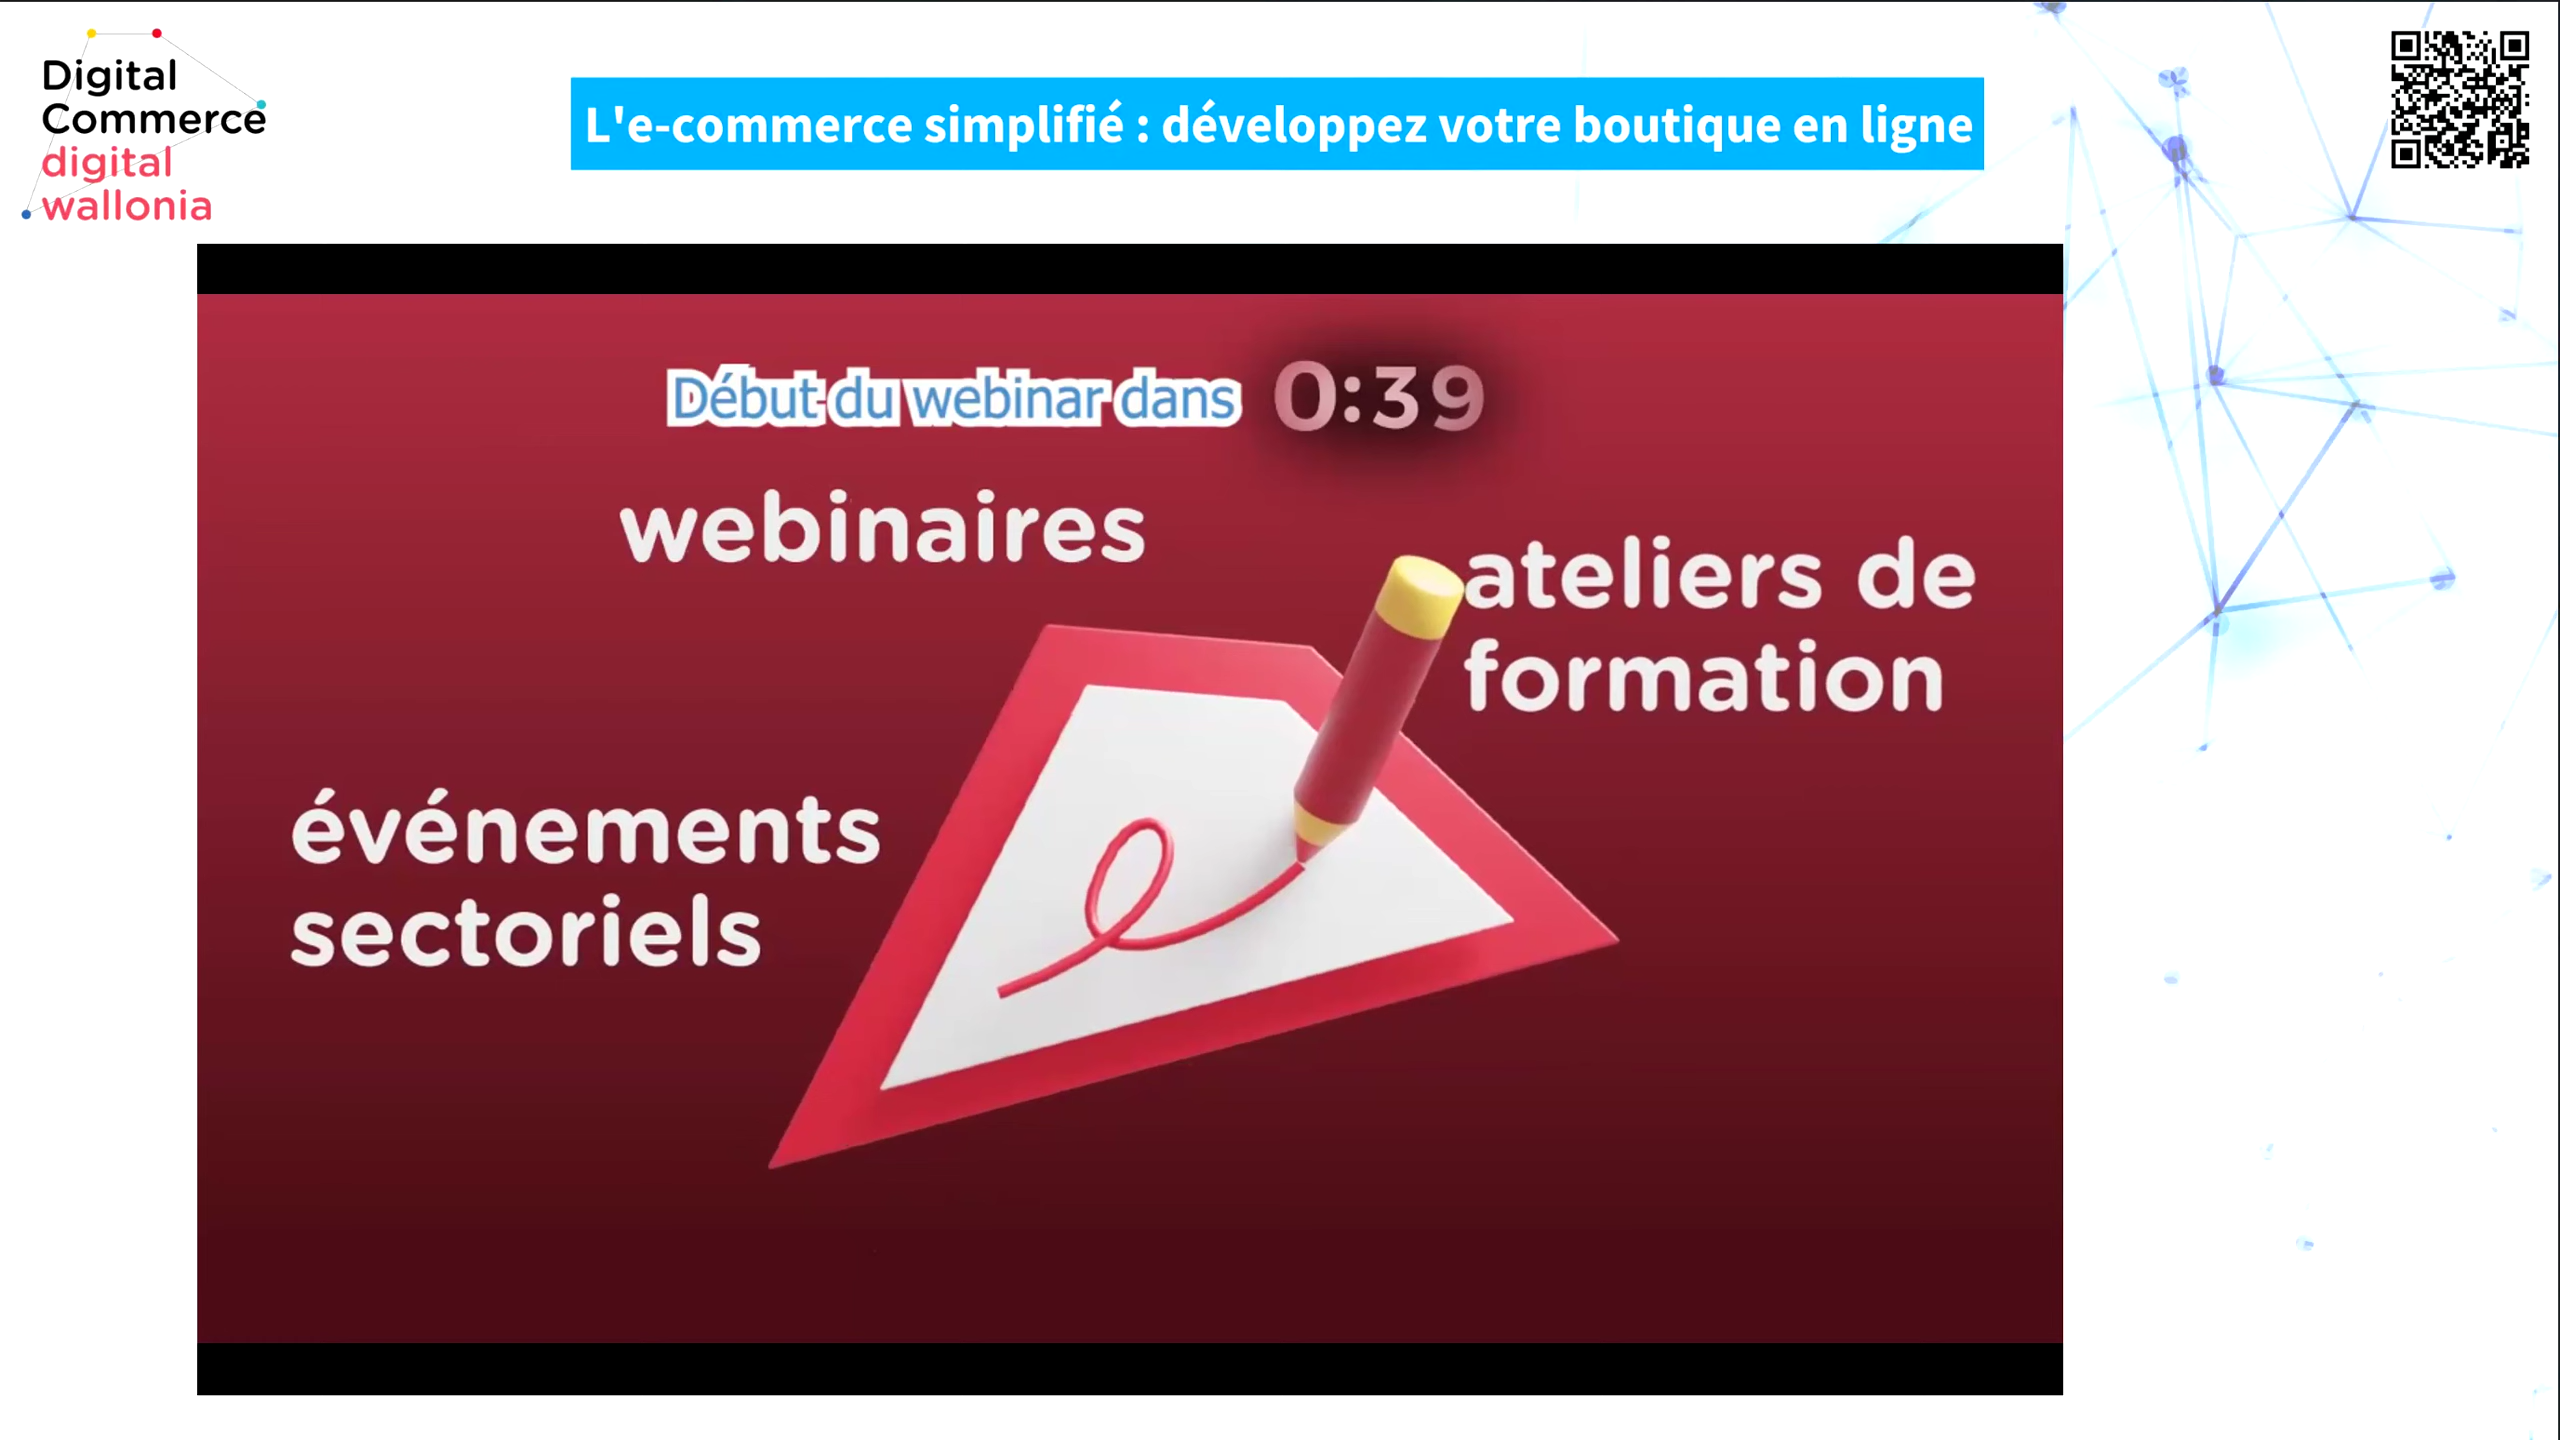 Digital
Commerce
digital
wallonia
L'e-commerce simplifié : développez votre boutique en ligne
Début du webinar dans 0:39
webinaires
ateliers de
formation
événements
sectoriels